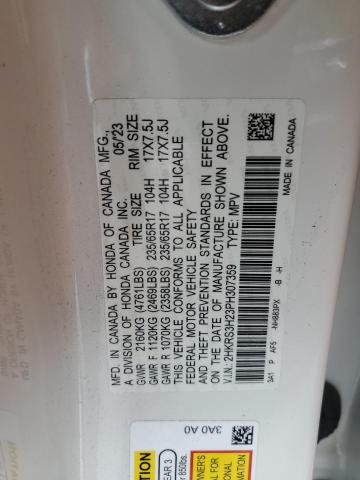 MFD. IN CANADA BY HONDA OF CANADA MFG.,
A DIVISION OF HONDA CANADA INC. 05/'23
TIRE SIZE RIM SIZE
GVWR 2160KG (4761LBS)
GAWR F 1120KG (2469LBS) 235/65R17 104H 17X7.5J
GAWR R 1070KG (2358LBS) 235/65R17 104H 17X7.5J
THIS VEHICLE CONFORMS TO ALL APPLICABLE
FEDERAL MOTOR VEHICLE SAFETY
AND THEFT PREVENTION STANDARDS IN EFFECT
ON THE DATE OF MANUFACTURE SHOWN ABOVE.
V.I.N.: 2HKRS3H23PH307359 TYPE: MPV
3A1 P AF5 -NH883PX -B -H MADE IN CANADA
3A0 A0